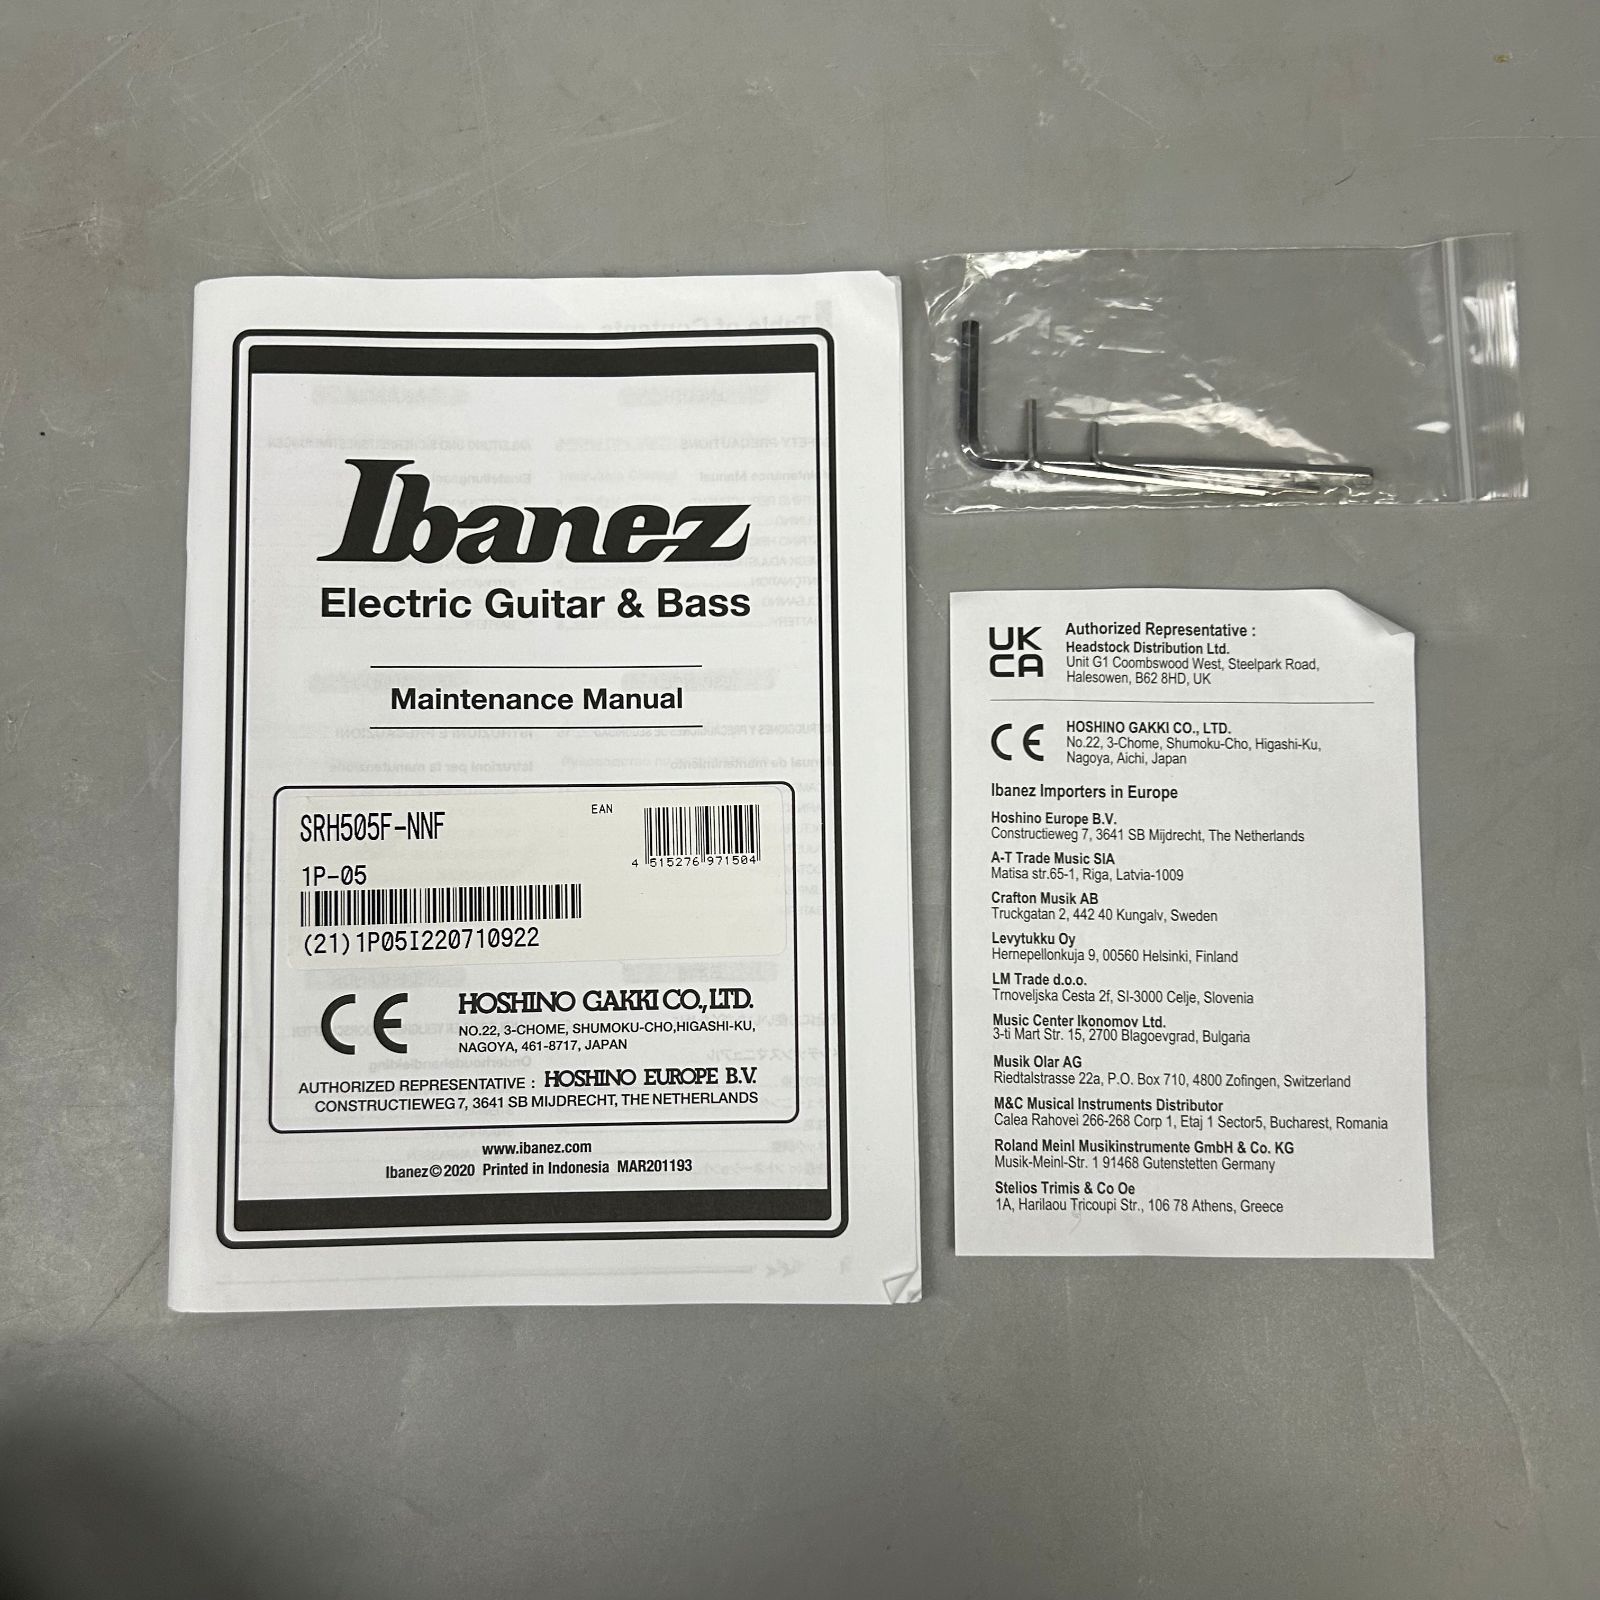 Ibanez
Electric Guitar & Bass
Maintenance Manual
SRH505F-NNF
EAN
4 515276 971504
1P-05
(21)1P05I220710922
CE
HOSHINO GAKKI CO.,LTD.
NO.22, 3-CHOME, SHUMOKU-CHO,HIGASHI-KU,
NAGOYA, 461-8717, JAPAN
AUTHORIZED REPRESENTATIVE : HOSHINO EUROPE B.V.
CONSTRUCTIEWEG 7, 3641 SB MIJDRECHT, THE NETHERLANDS
www.ibanez.com
Ibanez©2020 Printed in Indonesia MAR201193
UK
CA
Authorized Representative :
Headstock Distribution Ltd.
Unit G1 Coombswood West, Steelpark Road,
Halesowen, B62 8HD, UK
CE
HOSHINO GAKKI CO., LTD.
No.22, 3-Chome, Shumoku-Cho, Higashi-Ku,
Nagoya, Aichi, Japan
Ibanez Importers in Europe
Hoshino Europe B.V.
Constructieweg 7, 3641 SB Mijdrecht, The Netherlands
A-T Trade Music SIA
Matisa str.65-1, Riga, Latvia-1009
Crafton Musik AB
Truckgatan 2, 442 40 Kungalv, Sweden
Levytukku Oy
Hernepellonkuja 9, 00560 Helsinki, Finland
LM Trade d.o.o.
Trnoveljska Cesta 2f, SI-3000 Celje, Slovenia
Music Center Ikonomov Ltd.
3-ti Mart Str. 15, 2700 Blagoevgrad, Bulgaria
Musik Olar AG
Riedtalstrasse 22a, P.O. Box 710, 4800 Zofingen, Switzerland
M&C Musical Instruments Distributor
Calea Rahovei 266-268 Corp 1, Etaj 1 Sector5, Bucharest, Romania
Roland Meinl Musikinstrumente GmbH & Co. KG
Musik-Meinl-Str. 1 91468 Gutenstetten Germany
Stelios Trimis & Co Oe
1A, Harilaou Tricoupi Str., 106 78 Athens, Greece